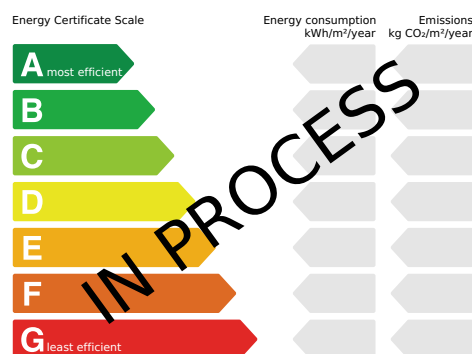 Energy Certificate Scale
Energy consumption
kWh/m²/year
Emissions
kg CO₂/m²/year
A most efficient
B
C
D
E
F
G least efficient
IN PROCESS